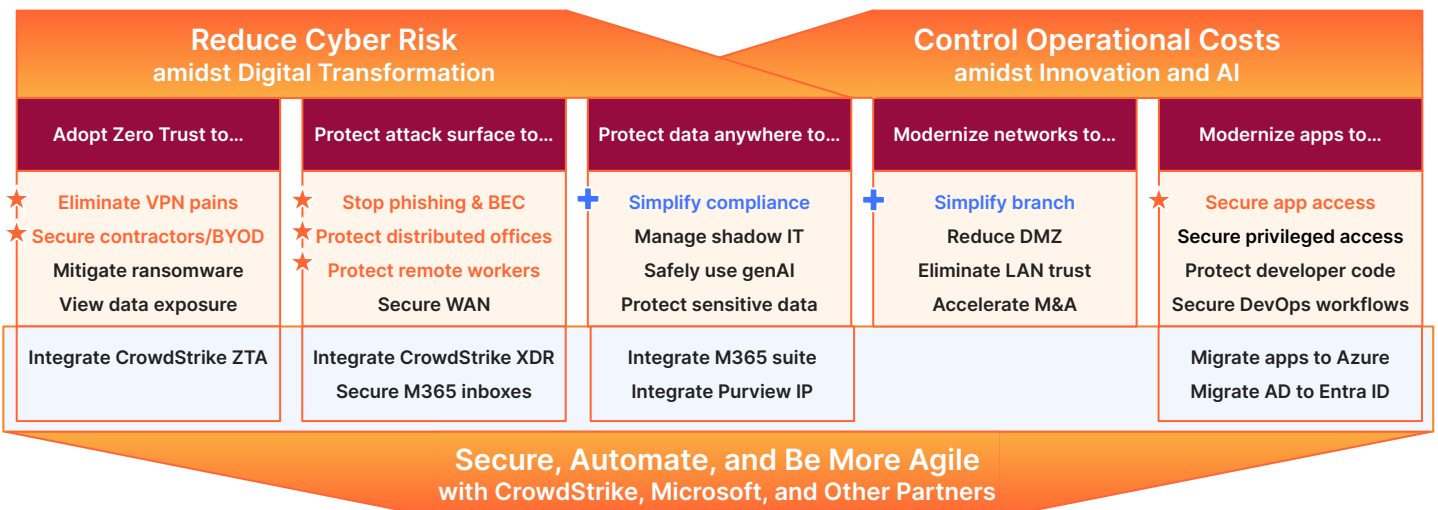 Reduce Cyber Risk
amidst Digital Transformation
Control Operational Costs
amidst Innovation and AI
Adopt Zero Trust to...
Eliminate VPN pains
Secure contractors/BYOD
Mitigate ransomware
View data exposure
Integrate CrowdStrike ZTA
Protect attack surface to...
Stop phishing & BEC
Protect distributed offices
Protect remote workers
Secure WAN
Integrate CrowdStrike XDR
Secure M365 inboxes
Protect data anywhere to...
Simplify compliance
Manage shadow IT
Safely use genAI
Protect sensitive data
Integrate M365 suite
Integrate Purview IP
Modernize networks to...
Simplify branch
Reduce DMZ
Eliminate LAN trust
Accelerate M&A
Modernize apps to...
Secure app access
Secure privileged access
Protect developer code
Secure DevOps workflows
Migrate apps to Azure
Migrate AD to Entra ID
Secure, Automate, and Be More Agile
with CrowdStrike, Microsoft, and Other Partners